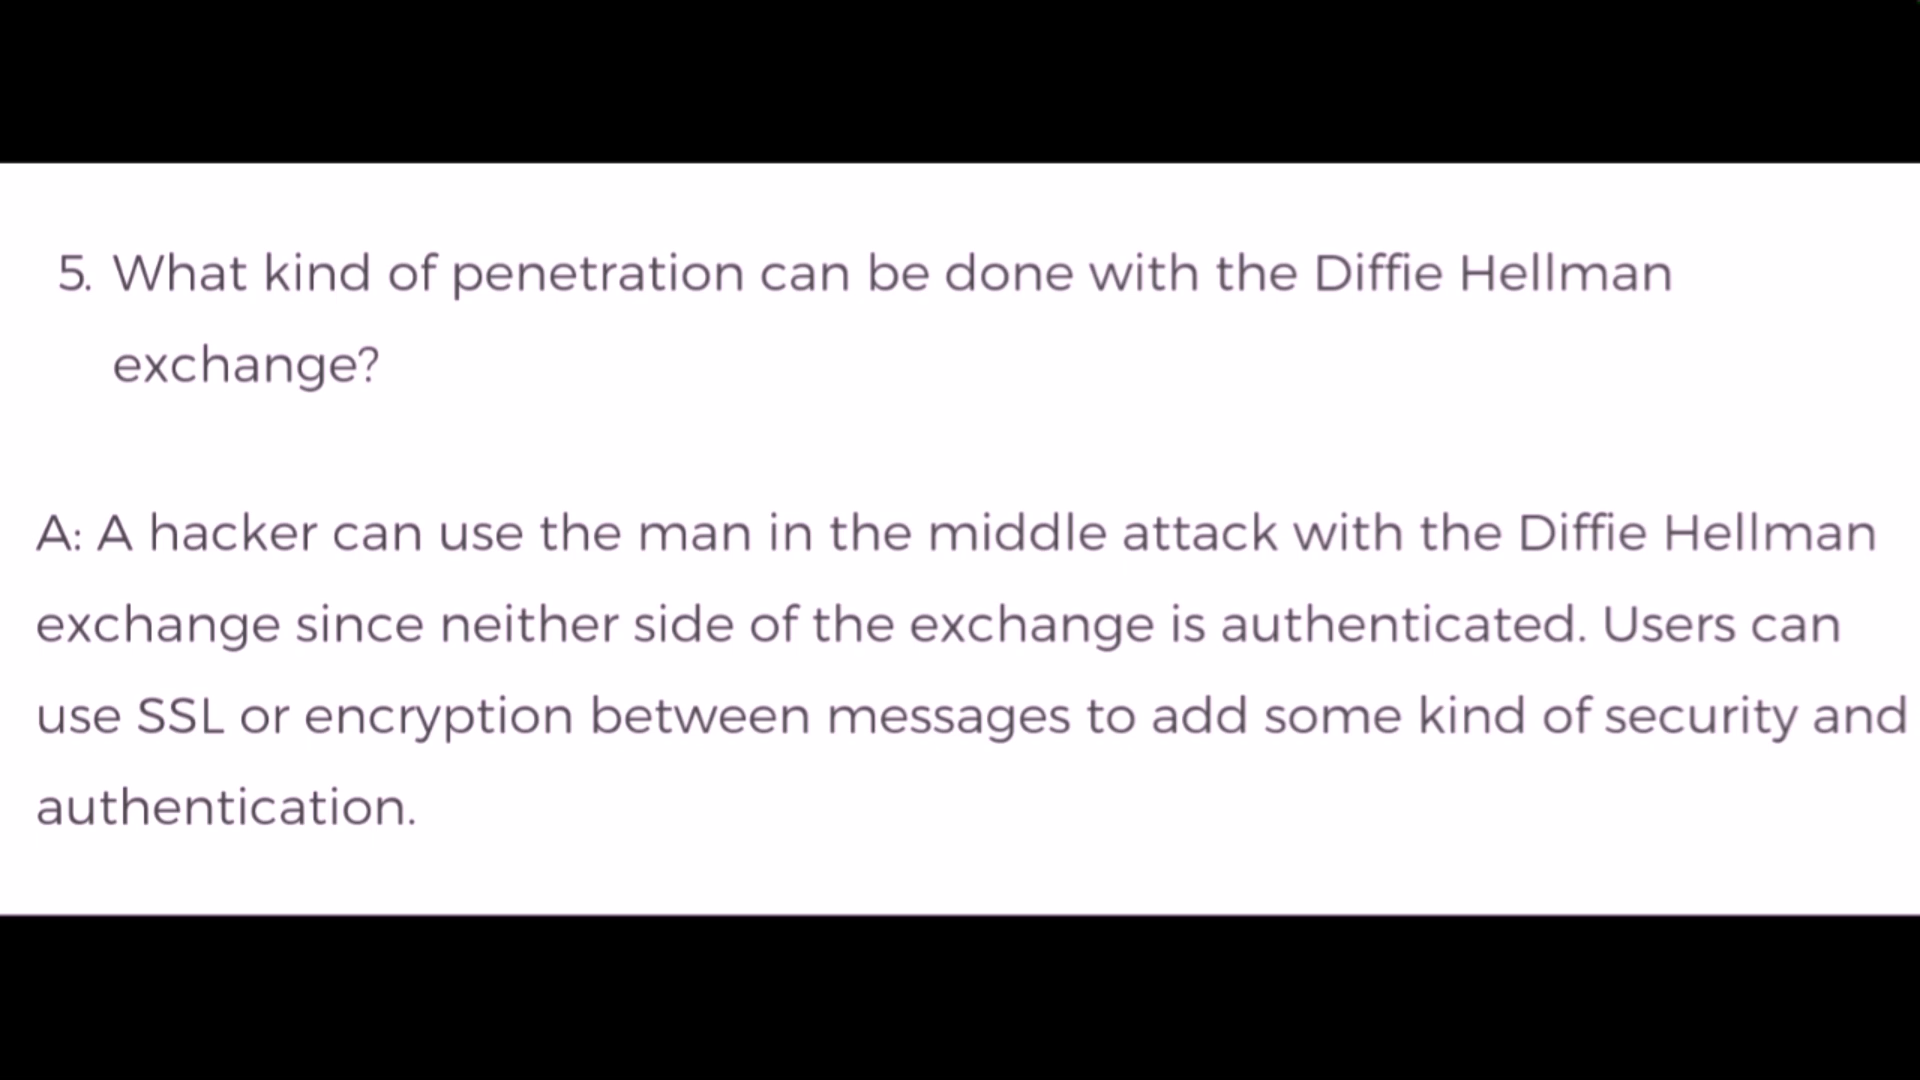 5. What kind of penetration can be done with the Diffie Hellman
exchange?
A: A hacker can use the man in the middle attack with the Diffie Hellman
exchange since neither side of the exchange is authenticated. Users can
use SSL or encryption between messages to add some kind of security and
authentication.